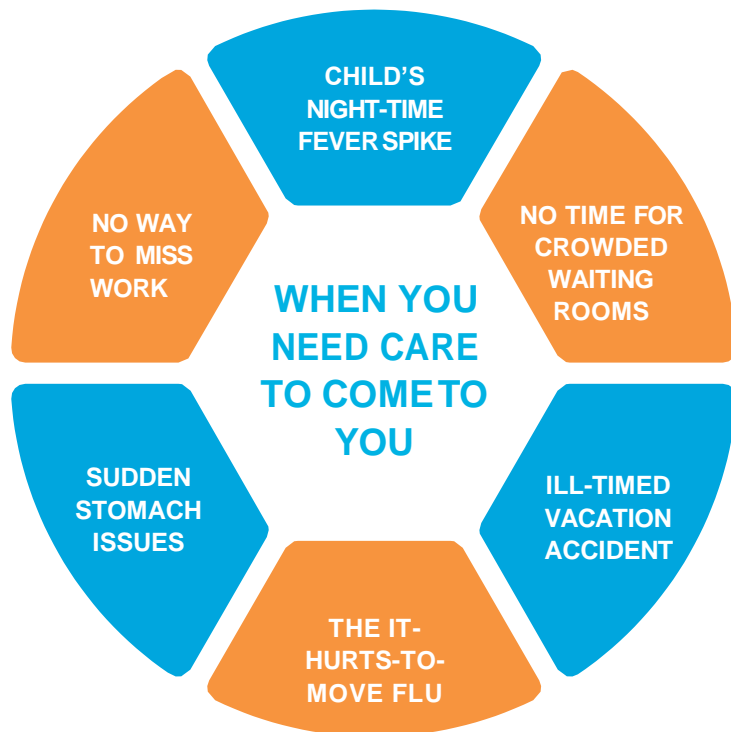 CHILD’S
NIGHT-TIME
FEVER SPIKE
NO TIME FOR
CROWDED
WAITING
ROOMS
ILL-TIMED
VACATION
ACCIDENT
THE IT-
HURTS-TO-
MOVE FLU
SUDDEN
STOMACH
ISSUES
NO WAY
TO MISS
WORK
WHEN YOU
NEED CARE
TO COME TO
YOU